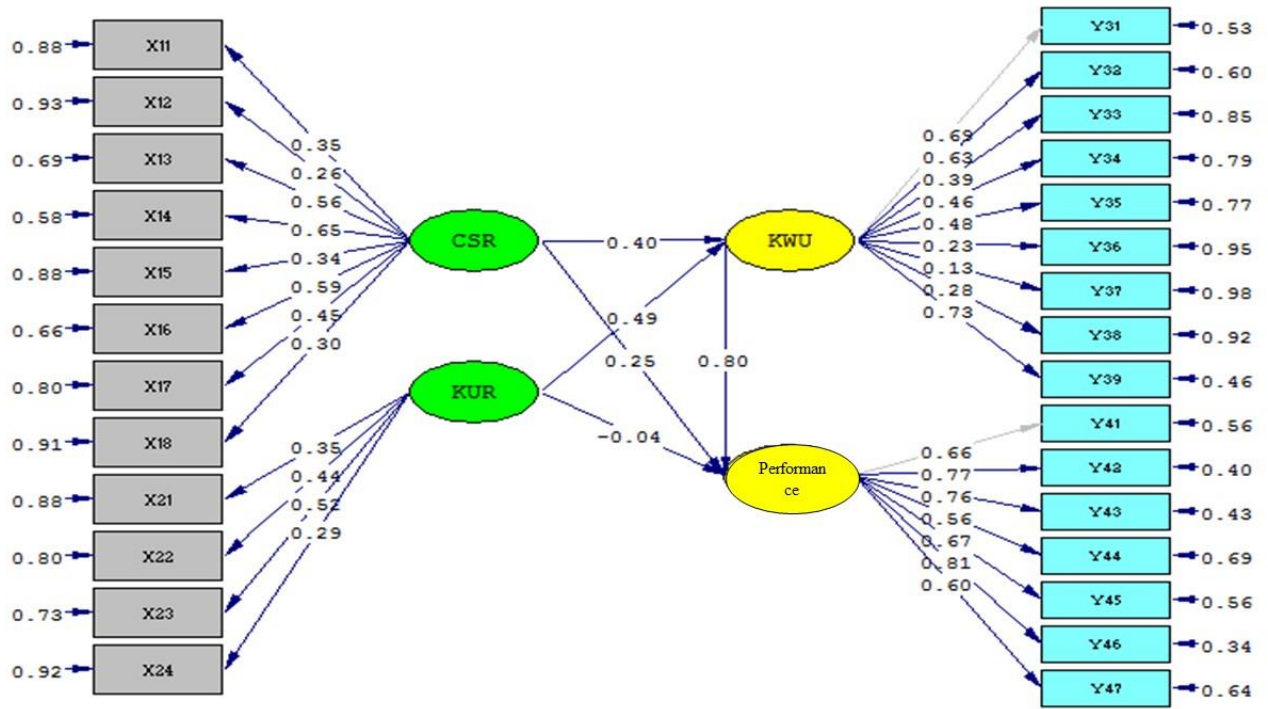 0.88 X11
0.93 X12
0.69 X13
0.58 X14
0.88 X15
0.66 X16
0.80 X17
0.91 X18
0.88 X21
0.80 X22
0.73 X23
0.92 X24
0.35
0.26
0.56
0.65
0.34
0.59
0.45
0.30
0.35
0.44
0.52
0.29
CSR
KUR
0.40
0.49
0.25
0.80
-0.04
KWU
Performan
ce
0.69
0.63
0.39
0.46
0.48
0.23
0.13
0.28
0.73
0.66
0.77
0.76
0.56
0.67
0.81
0.60
Y31 0.53
Y32 0.60
Y33 0.85
Y34 0.79
Y35 0.77
Y36 0.95
Y37 0.98
Y38 0.92
Y39 0.46
Y41 0.56
Y42 0.40
Y43 0.43
Y44 0.69
Y45 0.56
Y46 0.34
Y47 0.64